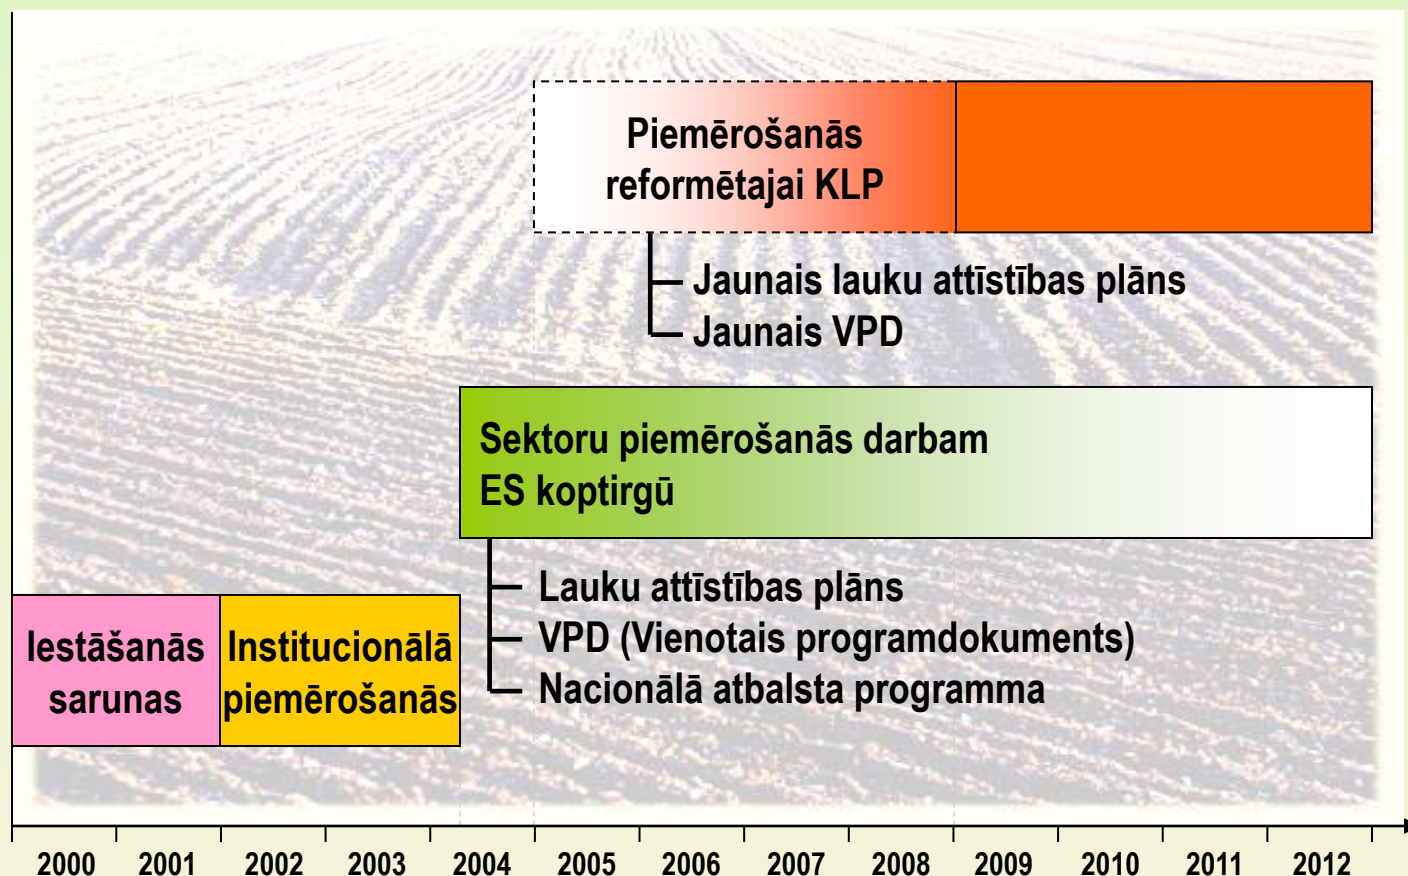 Piemērošanās
reformētajai KLP
Jaunais lauku attīstības plāns
Jaunais VPD
Sektoru piemērošanās darbam
ES koptirgū
Lauku attīstības plāns
VPD (Vienotais programdokuments)
Nacionālā atbalsta programma
Iestāšanās
sarunas
Institucionālā
piemērošanās
2000 2001 2002 2003 2004 2005 2006 2007 2008 2009 2010 2011 2012